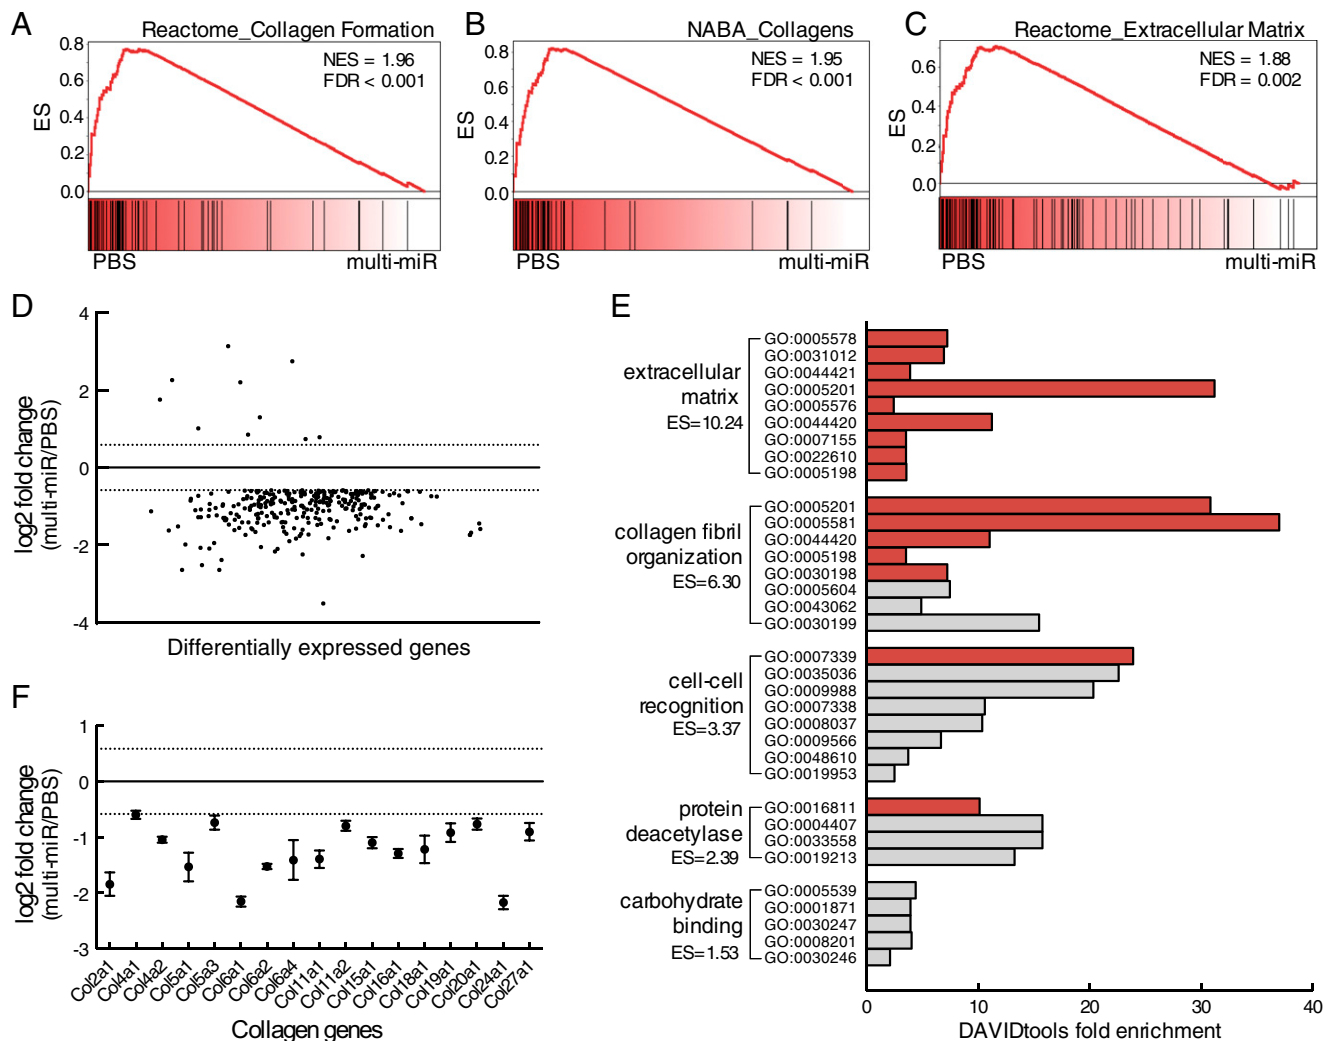 A
Reactome_Collagen Formation
NES = 1.96
FDR < 0.001
ES
0.8
0.6
0.4
0.2
0.0
PBS
multi-miR
B
NABA_Collagens
NES = 1.95
FDR < 0.001
ES
0.8
0.6
0.4
0.2
0.0
PBS
multi-miR
C
Reactome_Extracellular Matrix
NES = 1.88
FDR = 0.002
ES
0.6
0.4
0.2
0.0
PBS
multi-miR
D
log2 fold change
(multi-miR/PBS)
4
2
0
-2
-4
Differentially expressed genes
E
extracellular
matrix
ES=10.24
GO:0005578
GO:0031012
GO:0044421
GO:0005201
GO:0005576
GO:0044420
GO:0007155
GO:0022610
GO:0005198
collagen fibril
organization
ES=6.30
GO:0005201
GO:0005581
GO:0044420
GO:0005198
GO:0030198
GO:0005604
GO:0043062
GO:0030199
cell-cell
recognition
ES=3.37
GO:0007339
GO:0035036
GO:0009988
GO:0007338
GO:0008037
GO:0009566
GO:0048610
GO:0019953
protein
deacetylase
ES=2.39
GO:0016811
GO:0004407
GO:0033558
GO:0019213
carbohydrate
binding
ES=1.53
GO:0005539
GO:0001871
GO:0030247
GO:0008201
GO:0030246
0
10
20
30
40
DAVIDtools fold enrichment
F
log2 fold change
(multi-miR/PBS)
1
0
-1
-2
-3
Col2a1
Col4a1
Col4a2
Col5a1
Col5a3
Col6a1
Col6a2
Col6a4
Col11a1
Col11a2
Col15a1
Col16a1
Col18a1
Col19a1
Col20a1
Col24a1
Col27a1
Collagen genes